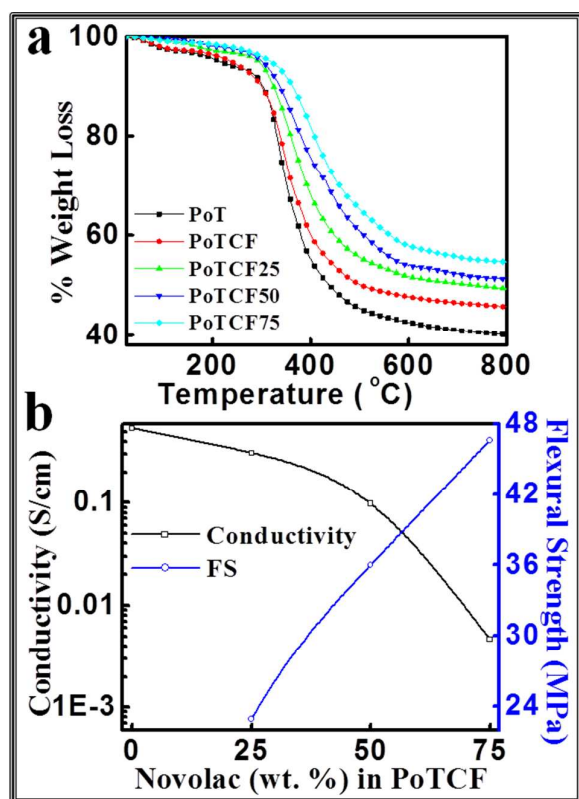 a
100
80
60
40
% Weight Loss
PoT
PoTCF
PoTCF25
PoTCF50
PoTCF75
200 400 600 800
Temperature ( °C)
b
0.1
0.01
1E-3
Conductivity (S/cm)
Conductivity
FS
48
42
36
30
24
Flexural Strength (MPa)
0 25 50 75
Novolac (wt. %) in PoTCF